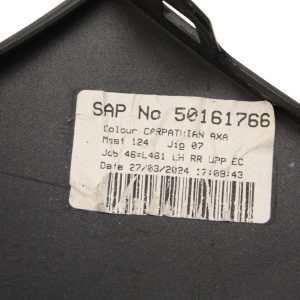 SAP No 50161766
Colour CARPATHIAN AXA
Mnst 124 Jig 07
Job 46=L461 LH RR UPP EC
Date 27/03/2024 17:09:43